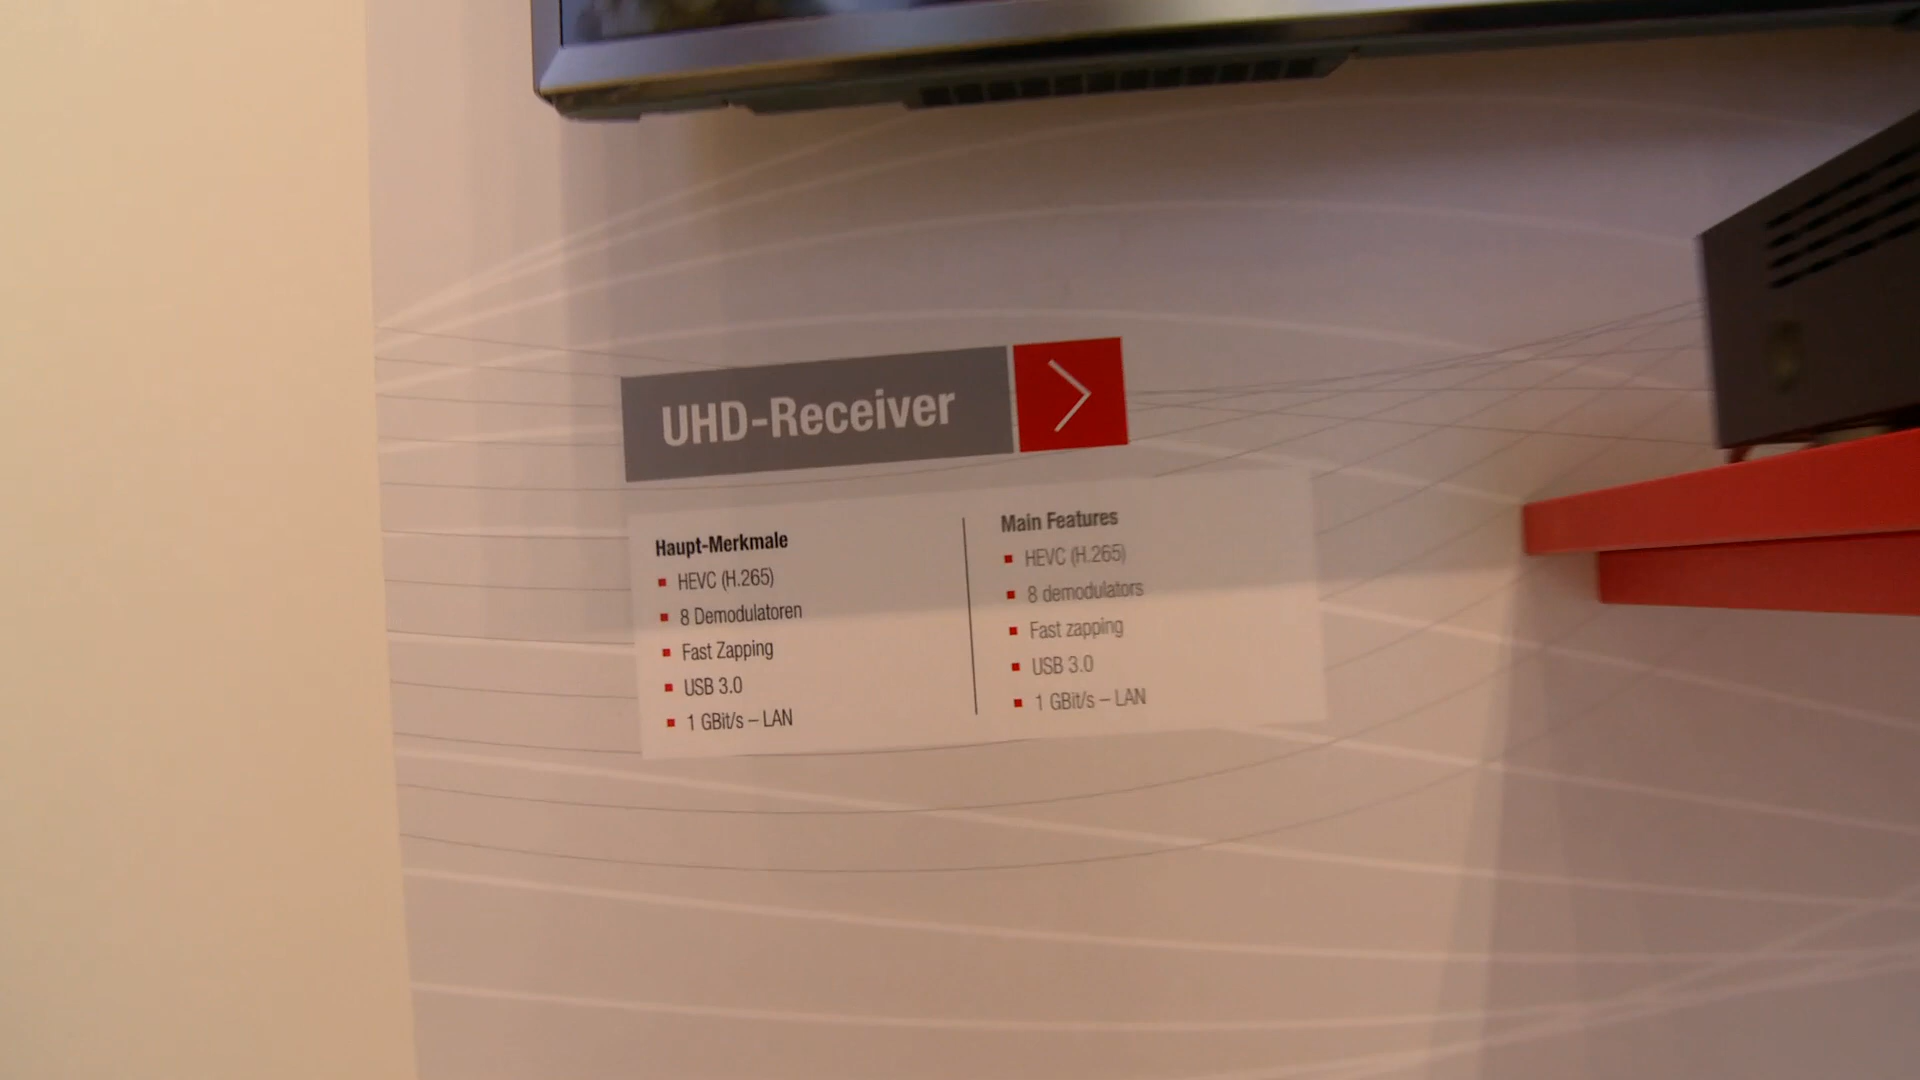 UHD-Receiver
Haupt-Merkmale
HEVC (H.265)
8 Demodulatoren
Fast Zapping
USB 3.0
1 GBit/s – LAN
Main Features
HEVC (H.265)
8 demodulators
Fast zapping
USB 3.0
1 GBit/s – LAN